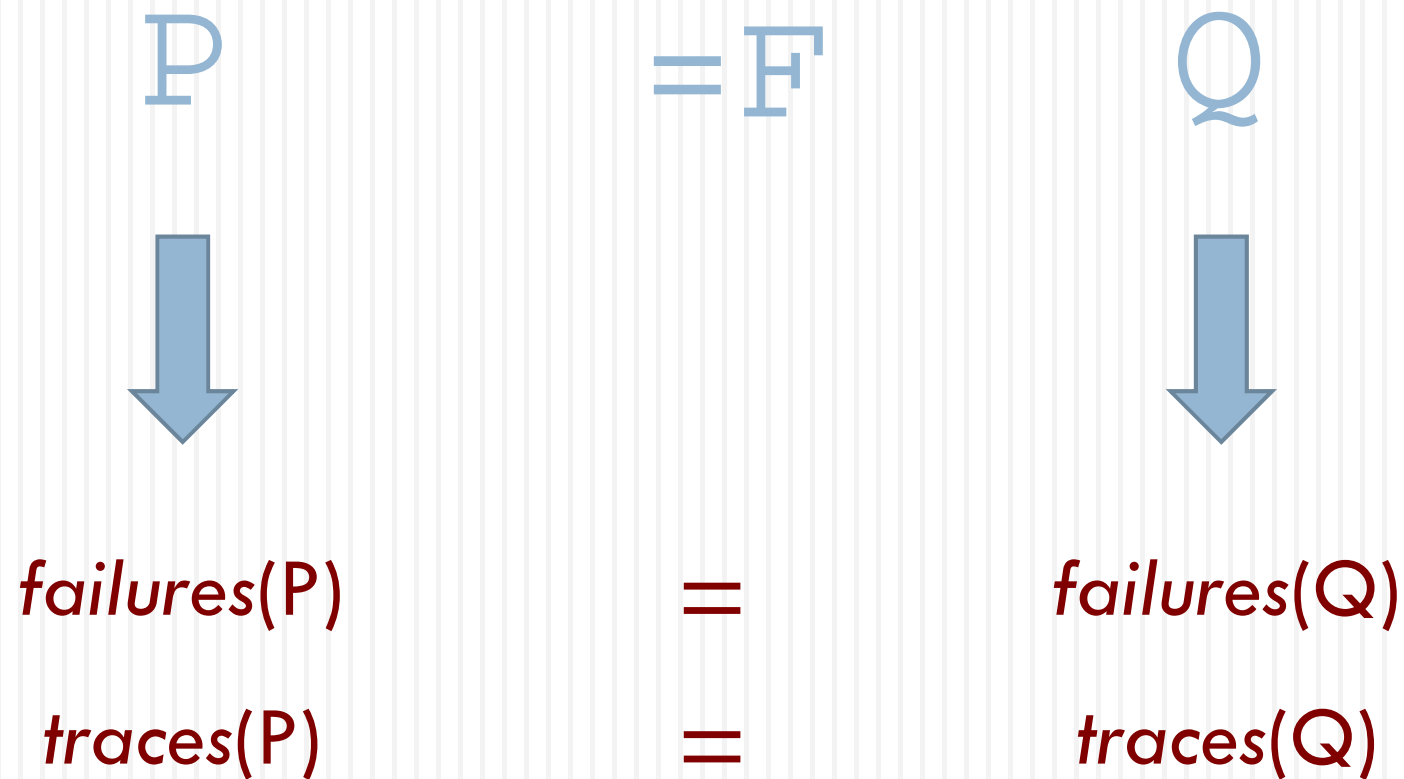 P =F Q
failures(P) = failures(Q)
traces(P) = traces(Q)